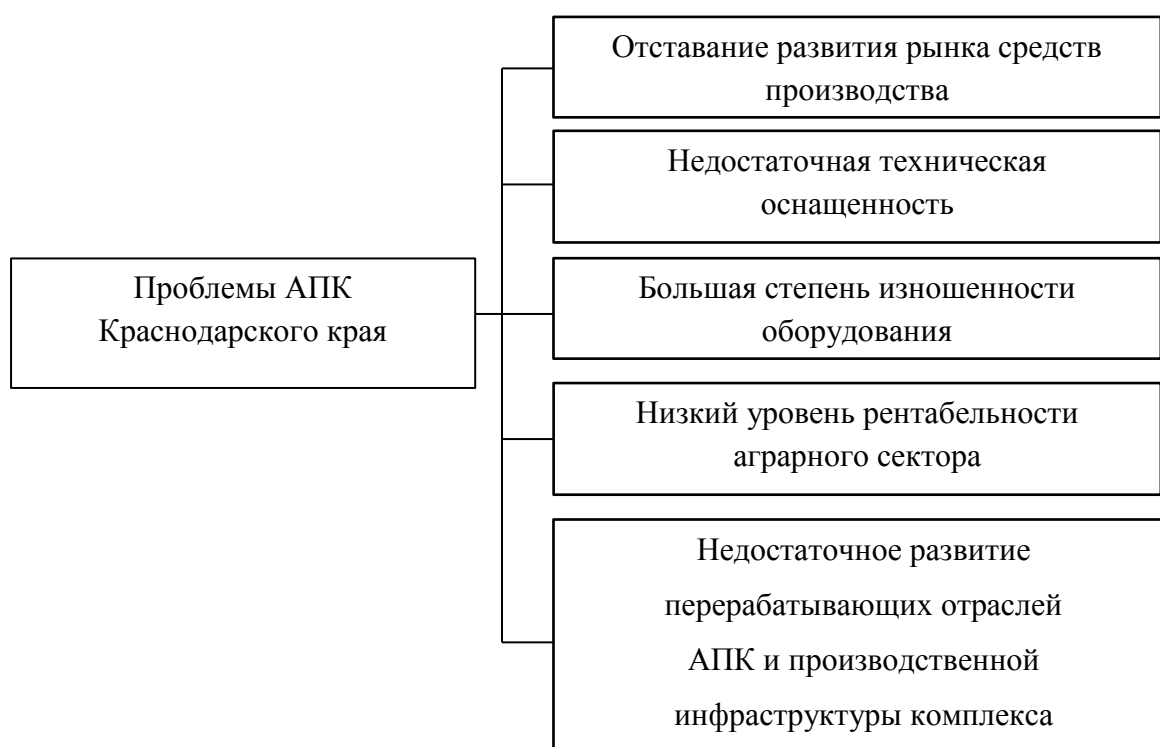 Отставание развития рынка средств
производства
Недостаточная техническая
оснащенность
Проблемы АПК
Краснодарского края
Большая степень изношенности
оборудования
Низкий уровень рентабельности
аграрного сектора
Недостаточное развитие
перерабатывающих отраслей
АПК и производственной
инфраструктуры комплекса